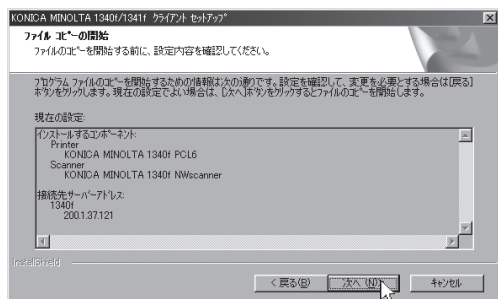 KONICA MINOLTA 1340f/1341f クライアント セットアップ
ファイル コピーの開始
ファイルのコピーを開始する前に、設定内容を確認してください。
プログラム ファイルのコピーを開始するための情報は次の通りです。設定を確認して、変更を必要とする場合は[戻る]
ボタンをクリックします。現在の設定でよい場合は、[次へ]ボタンをクリックするとファイルのコピーを開始します。
現在の設定:
インストールするコンポーネント:
Printer
KONICA MINOLTA 1340f PCL6
Scanner
KONICA MINOLTA 1340f NWscanner
接続先サーバーアドレス:
1340f
200.1.37.121
InstallShield
< 戻る(B)
次へ (N)>
キャンセル